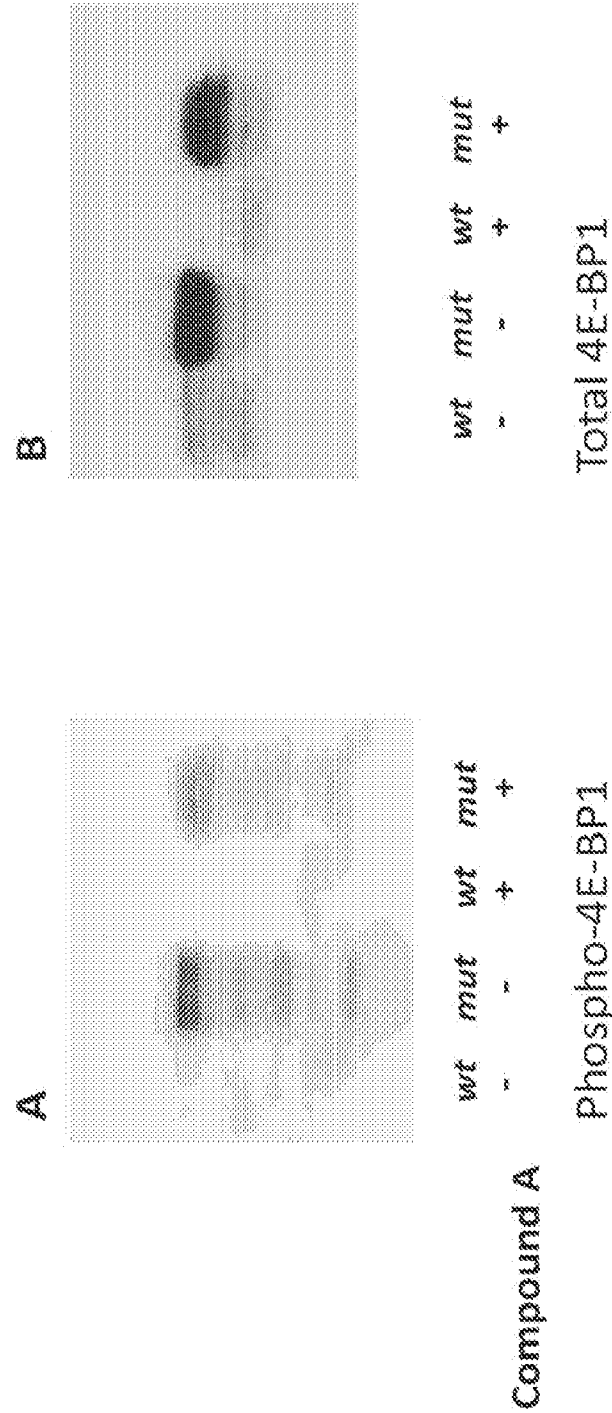 A
wt mut wt mut
Compound A - - + +
Phospho-4E-BP1
B
wt mut wt mut
- - + +
Total 4E-BP1